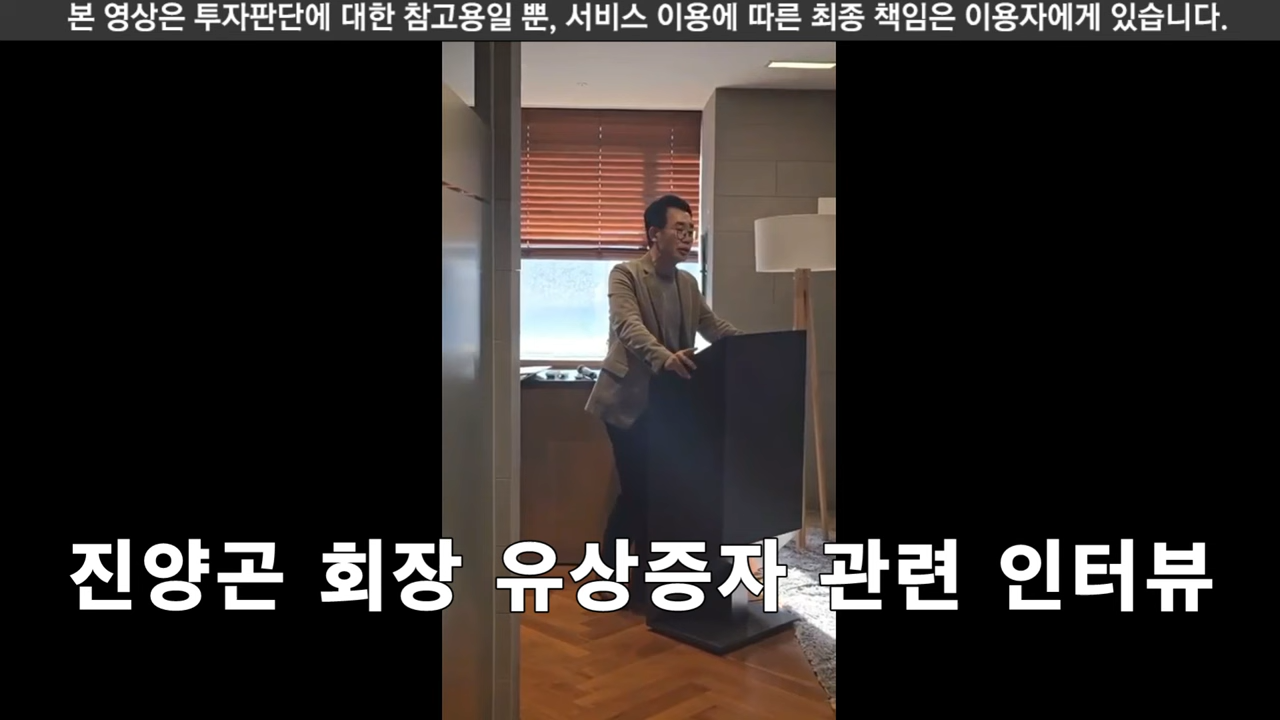 본 영상은 투자판단에 대한 참고용일 뿐, 서비스 이용에 따른 최종 책임은 이용자에게 있습니다.
진양곤 회장 유상증자 관련 인터뷰